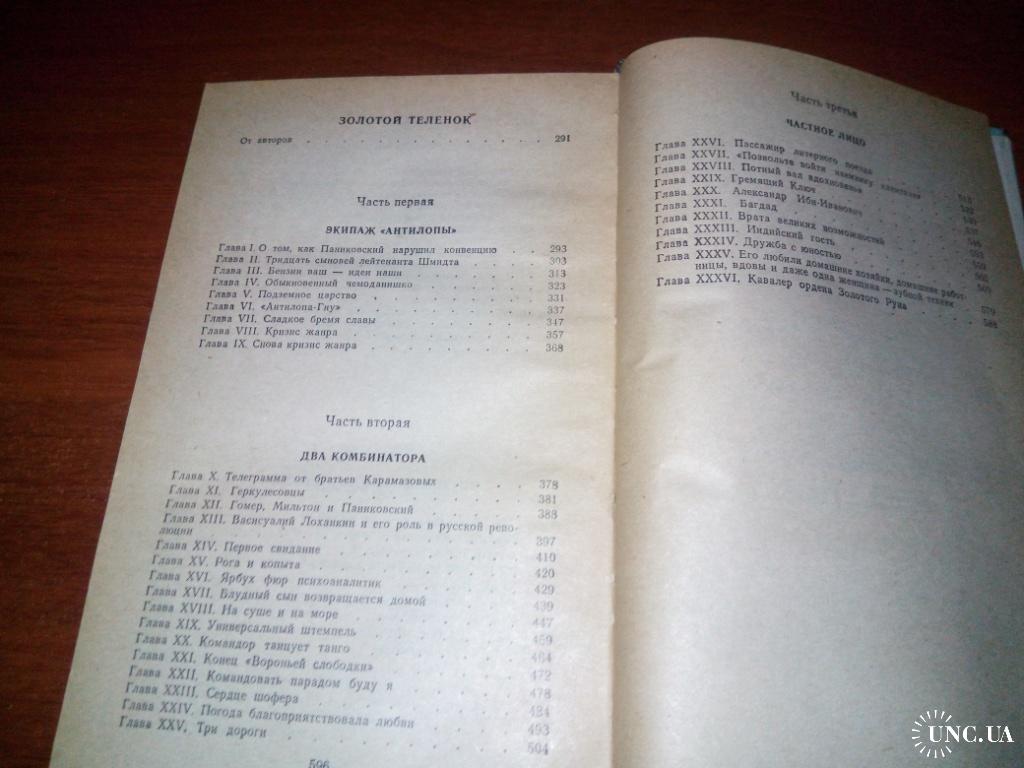 ЗОЛОТОЙ ТЕЛЕНОК
От авторов . . . . . . . . . . . . 291
Часть первая
ЭКИПАЖ «АНТИЛОПЫ»
Глава I. О том, как Паниковский нарушил конвенцию . 293
Глава II. Тридцать сыновей лейтенанта Шмидта . . . 303
Глава III. Бензин ваш — идеи наши . . . . . 313
Глава IV. Обыкновенный чемоданишко . . . . . 323
Глава V. Подземное царство . . . . . . . 331
Глава VI. «Антилопа-Гну» . . . . . . . 337
Глава VII. Сладкое бремя славы . . . . . . 347
Глава VIII. Кризис жанра . . . . . . . 357
Глава IX. Снова кризис жанра . . . . . . 368
Часть вторая
ДВА КОМБИНАТОРА
Глава X. Телеграмма от братьев Карамазовых . . . . 378
Глава XI. Геркулесовцы . . . . . . . 381
Глава XII. Гомер, Мильтон и Паниковский . . . . 388
Глава XIII. Васисуалий Лоханкин и его роль в русской рево-
люции . . . . . . . . . . 397
Глава XIV. Первое свидание . . . . . . 410
Глава XV. Рога и копыта . . . . . . . 420
Глава XVI. Ярбух фюр психоаналитик . . . . . 429
Глава XVII. Блудный сын возвращается домой . . . . 439
Глава XVIII. На суше и на море . . . . . . 447
Глава XIX. Универсальный штемпель . . . . . 459
Глава XX. Командор танцует танго . . . . . 464
Глава XXI. Конец «Вороньей слободки» . . . . . 472
Глава XXII. Командовать парадом буду я . . . . 478
Глава XXIII. Сердце шофера . . . . . . 484
Глава XXIV. Погода благоприятствовала любви . . . . 493
Глава XXV. Три дороги . . . . . . . 504
596
Часть третья
ЧАСТНОЕ ЛИЦО
Глава XXVI. Пассажир литерного поезда
Глава XXVII. «Позвольте войти наемнику капитала»
Глава XXVIII. Потный вал вдохновенья
Глава XXIX. Гремящий Ключ
Глава XXX. Александр Ибн-Иванович
Глава XXXI. Багдад
Глава XXXII. Врата великих возможностей
Глава XXXIII. Индийский гость
Глава XXXIV. Дружба с юностью
Глава XXXV. Его любили домашние хозяйки, домашние работ-
ницы, вдовы и даже одна женщина — зубной техник . 579
Глава XXXVI. Кавалер ордена Золотого Руна . . . 588
UNC.UA